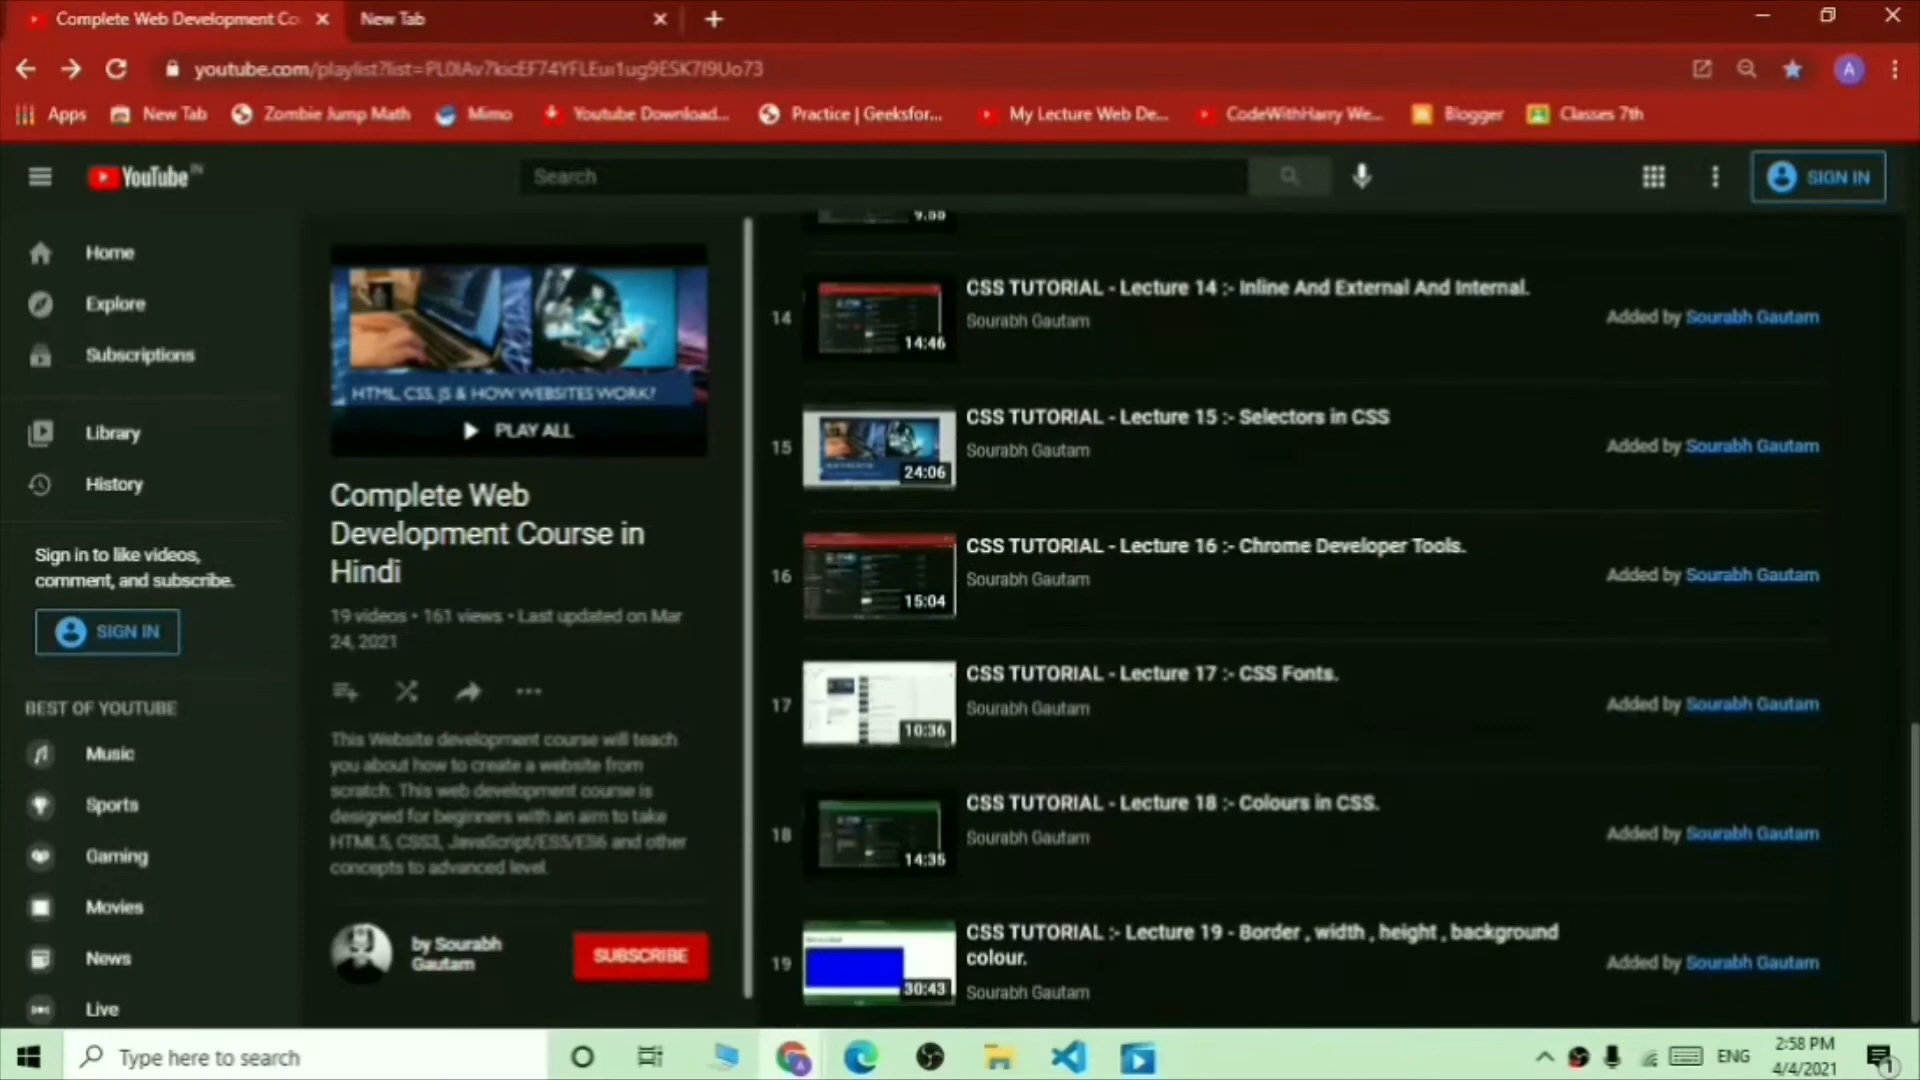 Complete Web Development Co
New Tab
youtube.com/playlist?list=PL0IAv7kicEF74YFLEui1ug9ESK7I9Uo73
A
Apps
New Tab
Zombie Jump Math
Mimo
Youtube Download...
Practice | Geeksfor...
My Lecture Web De...
CodeWithHarry We...
Blogger
Classes 7th
YouTube IN
Search
SIGN IN
Home
Explore
Subscriptions
Library
History
Sign in to like videos,
comment, and subscribe.
SIGN IN
BEST OF YOUTUBE
Music
Sports
Gaming
Movies
News
Live
HTML, CSS, JS & HOW WEBSITES WORK?
PLAY ALL
Complete Web
Development Course in
Hindi
19 videos • 161 views • Last updated on Mar
24, 2021
This Website development course will teach
you about how to create a website from
scratch. This web development course is
designed for beginners with an aim to take
HTML5, CSS3, JavaScript/ES5/ES6 and other
concepts to advanced level.
by Sourabh
Gautam
SUBSCRIBE
14
14:46
CSS TUTORIAL - Lecture 14 :- Inline And External And Internal.
Sourabh Gautam
Added by Sourabh Gautam
15
24:06
CSS TUTORIAL - Lecture 15 :- Selectors in CSS
Sourabh Gautam
Added by Sourabh Gautam
16
15:04
CSS TUTORIAL - Lecture 16 :- Chrome Developer Tools.
Sourabh Gautam
Added by Sourabh Gautam
17
10:36
CSS TUTORIAL - Lecture 17 :- CSS Fonts.
Sourabh Gautam
Added by Sourabh Gautam
18
14:35
CSS TUTORIAL - Lecture 18 :- Colours in CSS.
Sourabh Gautam
Added by Sourabh Gautam
19
30:43
CSS TUTORIAL :- Lecture 19 - Border , width , height , background
colour.
Sourabh Gautam
Added by Sourabh Gautam
Type here to search
ENG
2:58 PM
4/4/2021
1